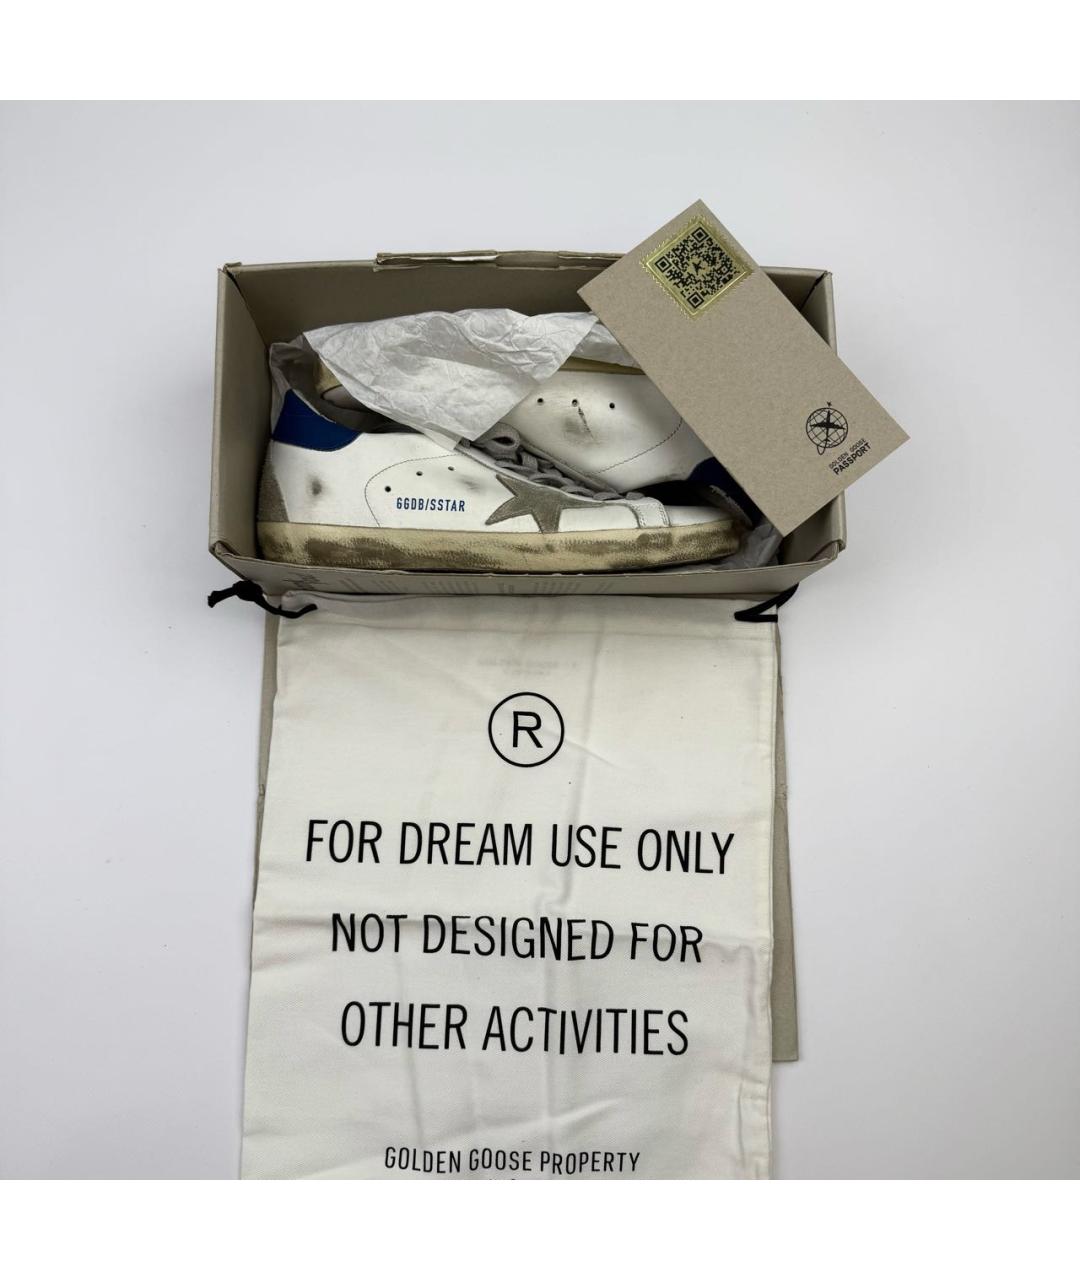 GOLDEN GOOSE
PASSPORT
GGDB/SSTAR
R
FOR DREAM USE ONLY
NOT DESIGNED FOR
OTHER ACTIVITIES
GOLDEN GOOSE PROPERTY